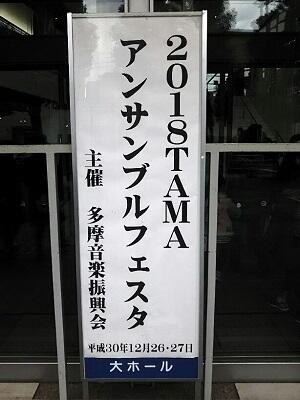 2018TAMA
アンサンブルフェスタ
主催 多摩音楽振興会
平成30年12月26・27日
大ホール